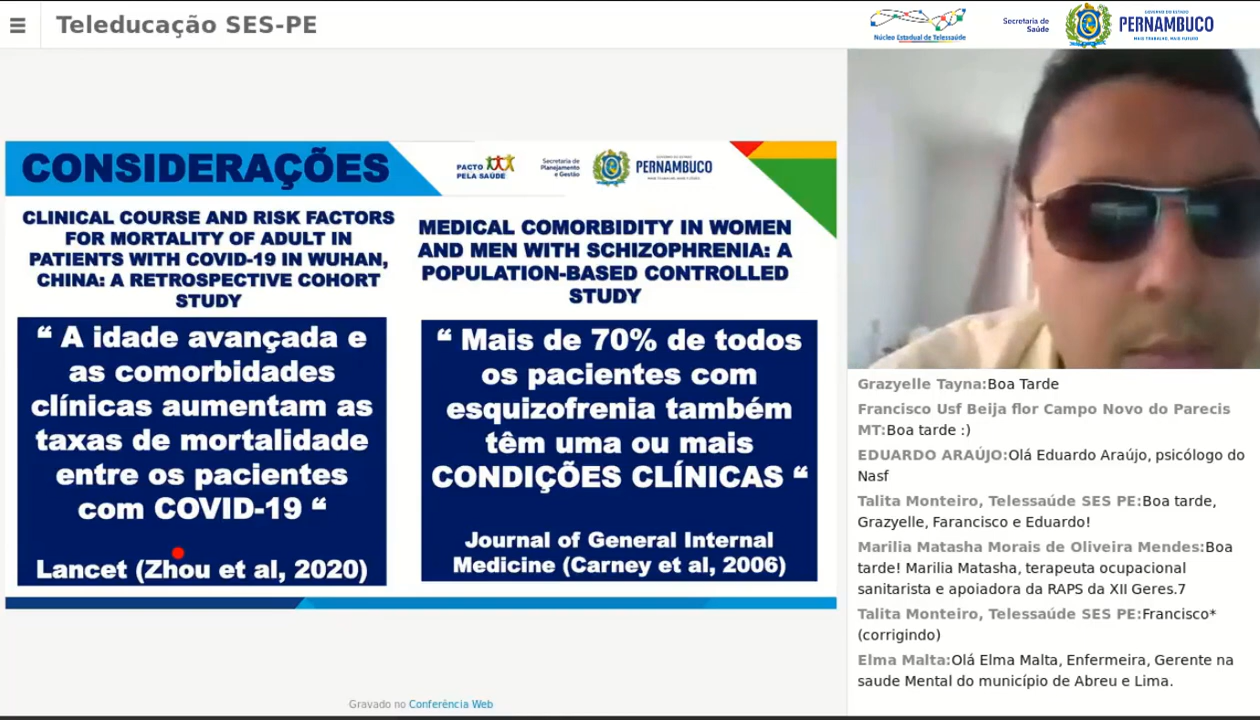 Teleducação SES-PE
Núcleo Estadual de Telessaúde
Secretaria de
Saúde
GOVERNO DO ESTADO
PERNAMBUCO
MAIS TRABALHO, MAIS FUTURO
CONSIDERAÇÕES
PACTO
PELA SAÚDE
Secretaria de
Planejamento
e Gestão
PERNAMBUCO
CLINICAL COURSE AND RISK FACTORS
FOR MORTALITY OF ADULT IN
PATIENTS WITH COVID-19 IN WUHAN,
CHINA: A RETROSPECTIVE COHORT
STUDY
“ A idade avançada e
as comorbidades
clínicas aumentam as
taxas de mortalidade
entre os pacientes
com COVID-19 “
Lancet (Zhou et al, 2020)
MEDICAL COMORBIDITY IN WOMEN
AND MEN WITH SCHIZOPHRENIA: A
POPULATION-BASED CONTROLLED
STUDY
“ Mais de 70% de todos
os pacientes com
esquizofrenia também
têm uma ou mais
CONDIÇÕES CLÍNICAS “
Journal of General Internal
Medicine (Carney et al, 2006)
Gravado no Conferência Web
Grazyelle Tayna:Boa Tarde
Francisco Usf Beija flor Campo Novo do Parecis
MT:Boa tarde :)
EDUARDO ARAÚJO:Olá Eduardo Araújo, psicólogo do
Nasf
Talita Monteiro, Telessaúde SES PE:Boa tarde,
Grazyelle, Farancisco e Eduardo!
Marilia Matasha Morais de Oliveira Mendes:Boa
tarde! Marilia Matasha, terapeuta ocupacional
sanitarista e apoiadora da RAPS da XII Geres.7
Talita Monteiro, Telessaúde SES PE:Francisco*
(corrigindo)
Elma Malta:Olá Elma Malta, Enfermeira, Gerente na
saude Mental do município de Abreu e Lima.